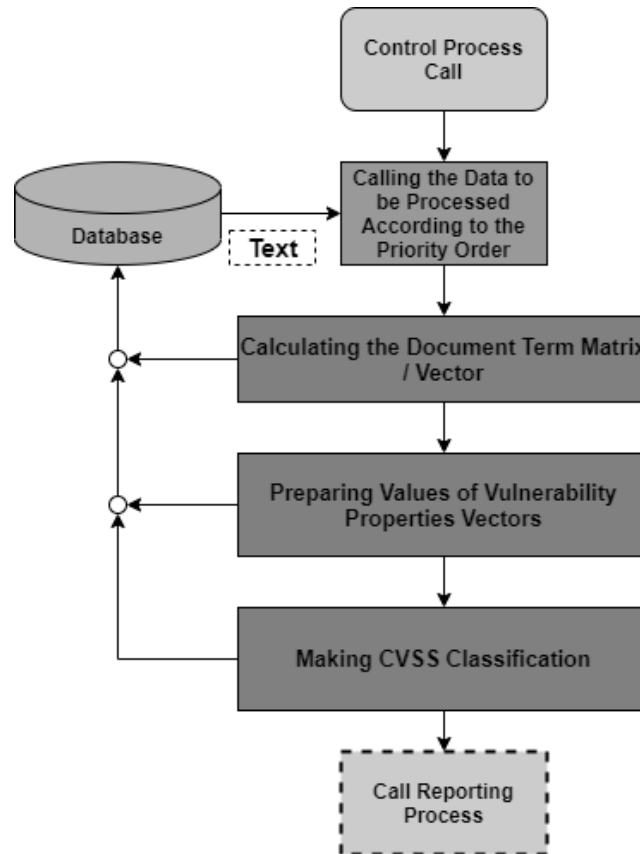 Control Process
Call
Calling the Data to
be Processed
According to the
Priority Order
Database
Text
Calculating the Document Term Matrix
/ Vector
Preparing Values of Vulnerability
Properties Vectors
Making CVSS Classification
Call Reporting
Process